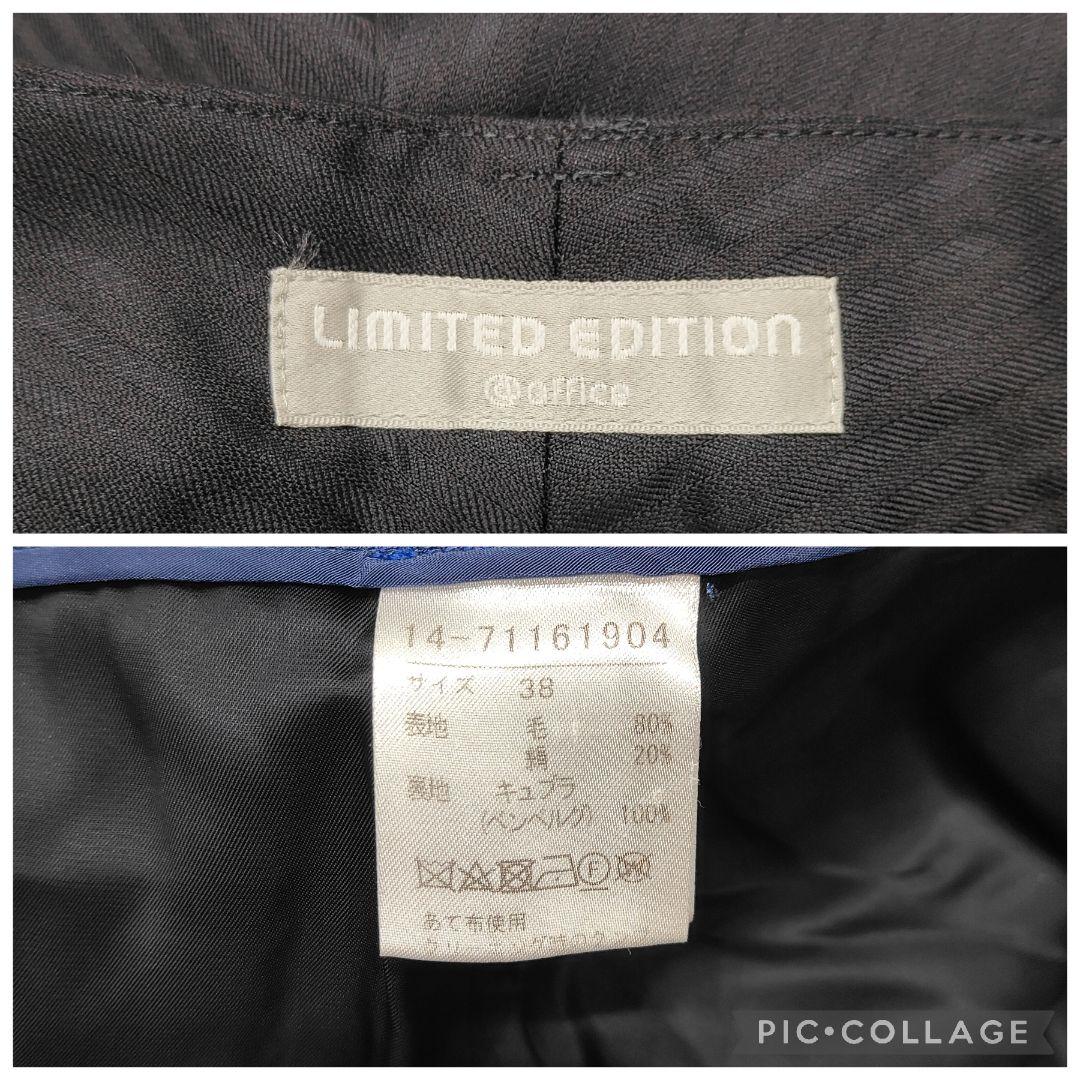 LIMITED EDITION
@office
14-71161904
サイズ 38
表地 毛 80%
絹 20%
裏地 キュプラ
(ベンベルグ) 100%
F W
あて布使用
PIC•COLLAGE